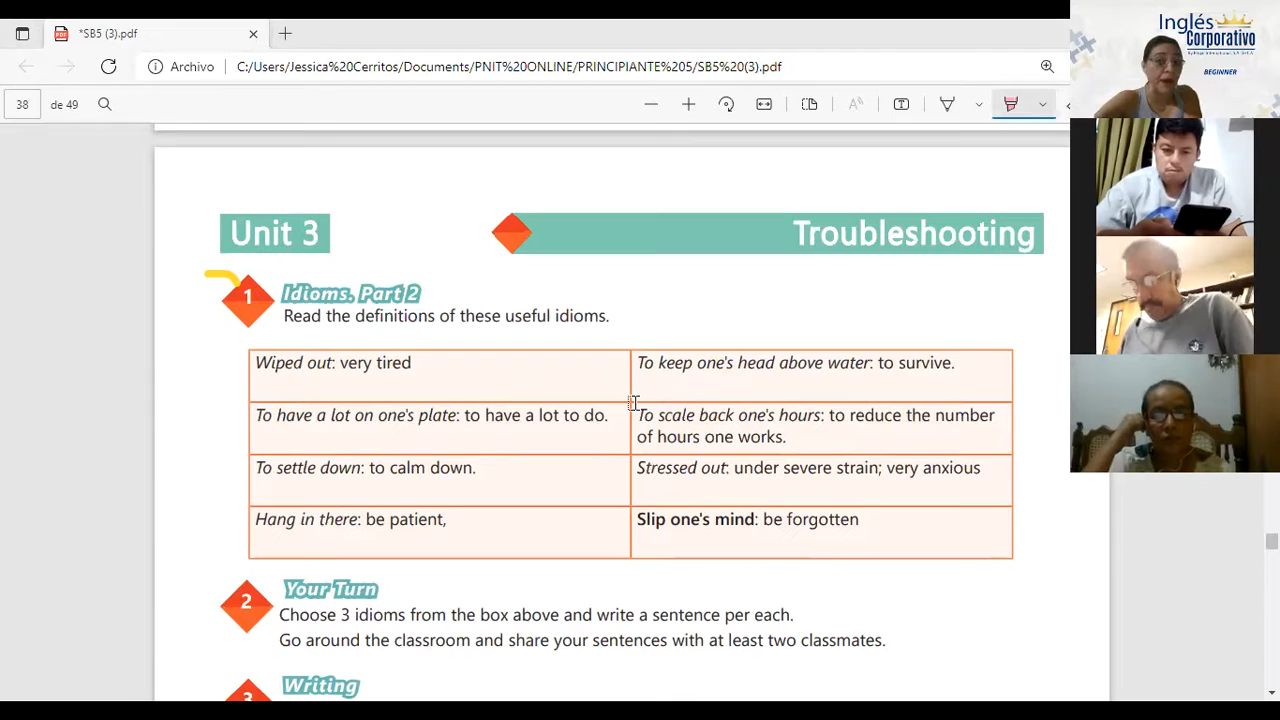 *SB5 (3).pdf
Archivo
C:/Users/Jessica%20Cerritos/Documents/PNIT%20ONLINE/PRINCIPIANTE%205/SB5%20(3).pdf
38
de 49
Inglés
Corporativo
BEGINNER
Unit 3
Troubleshooting
1
Idioms. Part 2
Read the definitions of these useful idioms.
Wiped out: very tired
To keep one's head above water: to survive.
To have a lot on one's plate: to have a lot to do.
To scale back one's hours: to reduce the number
of hours one works.
To settle down: to calm down.
Stressed out: under severe strain; very anxious
Hang in there: be patient,
Slip one's mind: be forgotten
2
Your Turn
Choose 3 idioms from the box above and write a sentence per each.
Go around the classroom and share your sentences with at least two classmates.
3
Writing